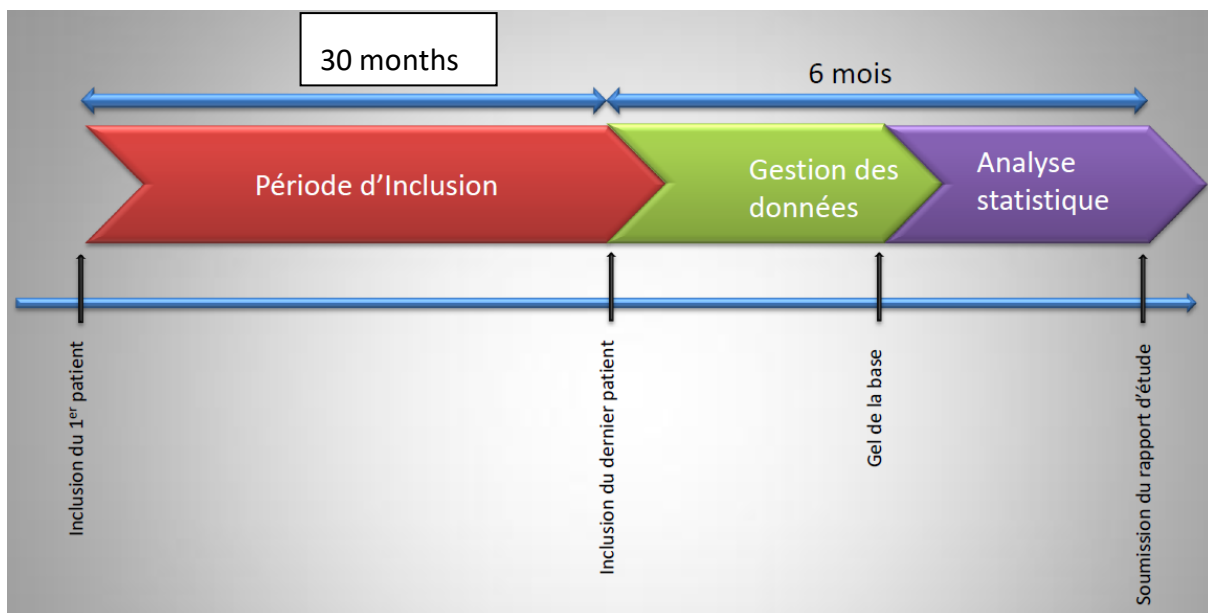 30 months
6 mois
Période d’Inclusion
Gestion des
données
Analyse
statistique
Inclusion du 1er patient
Inclusion du dernier patient
Gel de la base
Soumission du rapport d’étude